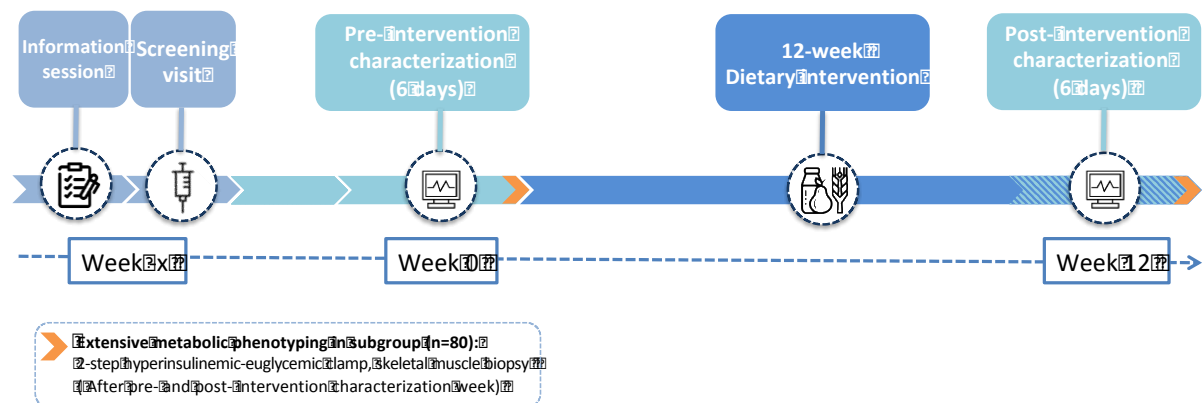 Information
session
Screening
visit
Pre-intervention
characterization
(6 days)
12-week
Dietary intervention
Post-intervention
characterization
(6 days)
Week -x
Week 0
Week 12
Extensive metabolic phenotyping in subgroup (n=80):
2-step hyperinsulinemic-euglycemic clamp, skeletal muscle biopsy
(After pre- and post-intervention characterization week)